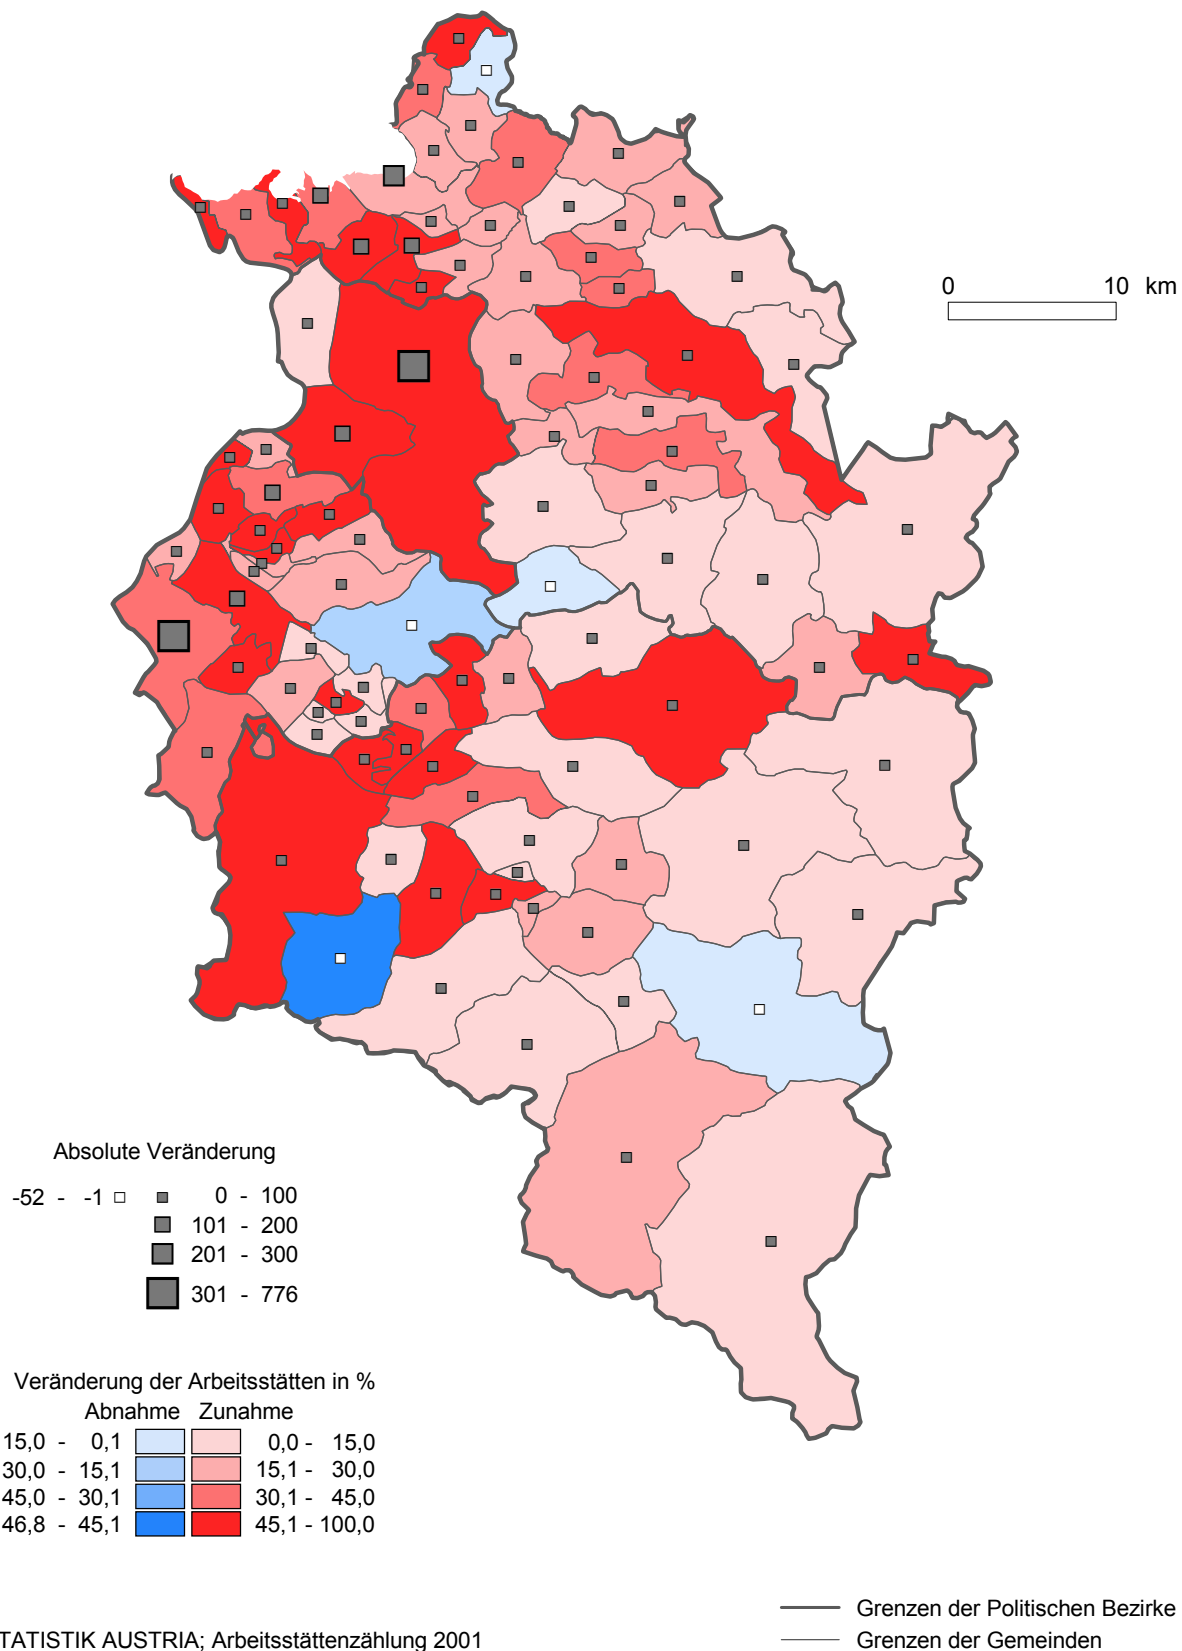 0 10 km
Absolute Veränderung
-52 - -1 0 - 100
101 - 200
201 - 300
301 - 776
Veränderung der Arbeitsstätten in %
Abnahme Zunahme
15,0 - 0,1 0,0 - 15,0
30,0 - 15,1 15,1 - 30,0
45,0 - 30,1 30,1 - 45,0
46,8 - 45,1 45,1 - 100,0
Grenzen der Politischen Bezirke
TATISTIK AUSTRIA; Arbeitsstättenzählung 2001
Grenzen der Gemeinden